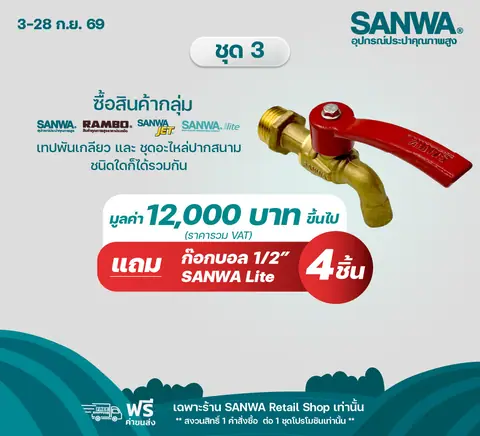 3-28 ก.ย. 69
SANWA®
อุปกรณ์ประปาคุณภาพสูง
ชุด 3
ซื้อสินค้ากลุ่ม
SANWA® RAMBO® SANWA JET SANWA lite
เทปพันเกลียว และ ชุดอะไหล่ปากสนาม
ชนิดใดก็ได้รวมกัน
มูลค่า 12,000 บาท ขึ้นไป
(ราคารวม VAT)
แถม
ก๊อกบอล 1/2”
SANWA Lite
4 ชิ้น
ฟรี
ค่าขนส่ง
เฉพาะร้าน SANWA Retail Shop เท่านั้น
** สงวนสิทธิ์ 1 คำสั่งซื้อ ต่อ 1 ชุดโปรโมชันเท่านั้น **